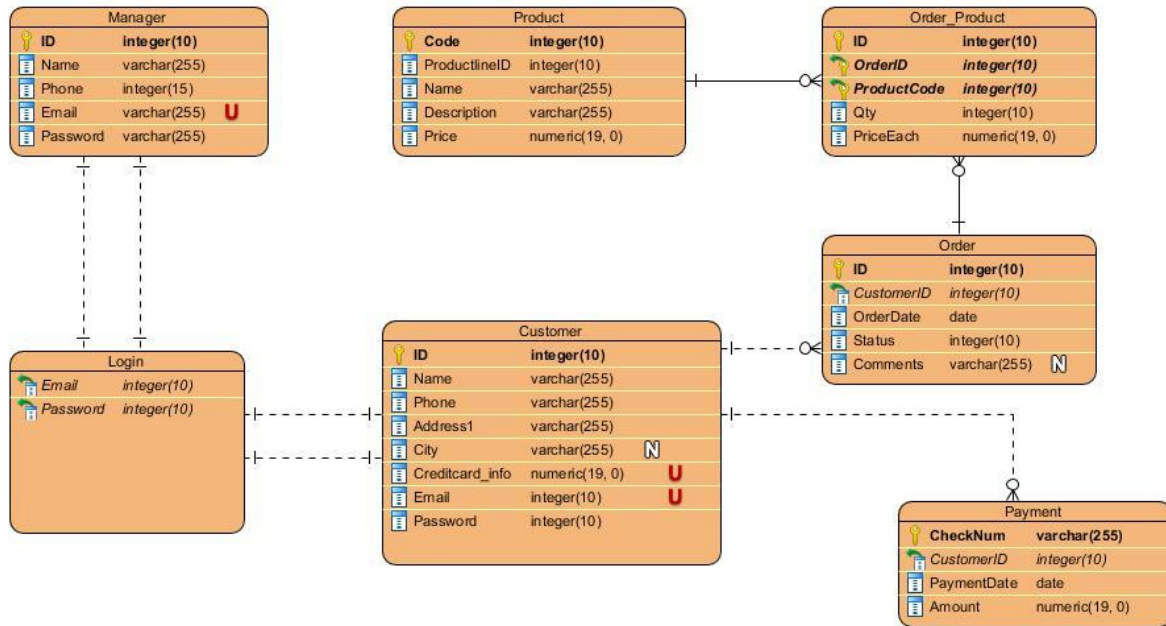 Manager
ID integer(10)
Name varchar(255)
Phone integer(15)
Email varchar(255) U
Password varchar(255)
Product
Code integer(10)
ProductlineID integer(10)
Name varchar(255)
Description varchar(255)
Price numeric(19, 0)
Order_Product
ID integer(10)
OrderID integer(10)
ProductCode integer(10)
Qty integer(10)
PriceEach numeric(19, 0)
Order
ID integer(10)
CustomerID integer(10)
OrderDate date
Status integer(10)
Comments varchar(255) N
Login
Email integer(10)
Password integer(10)
Customer
ID integer(10)
Name varchar(255)
Phone varchar(255)
Address1 varchar(255)
City varchar(255) N
Creditcard_info numeric(19, 0) U
Email integer(10) U
Password integer(10)
Payment
CheckNum varchar(255)
CustomerID integer(10)
PaymentDate date
Amount numeric(19, 0)